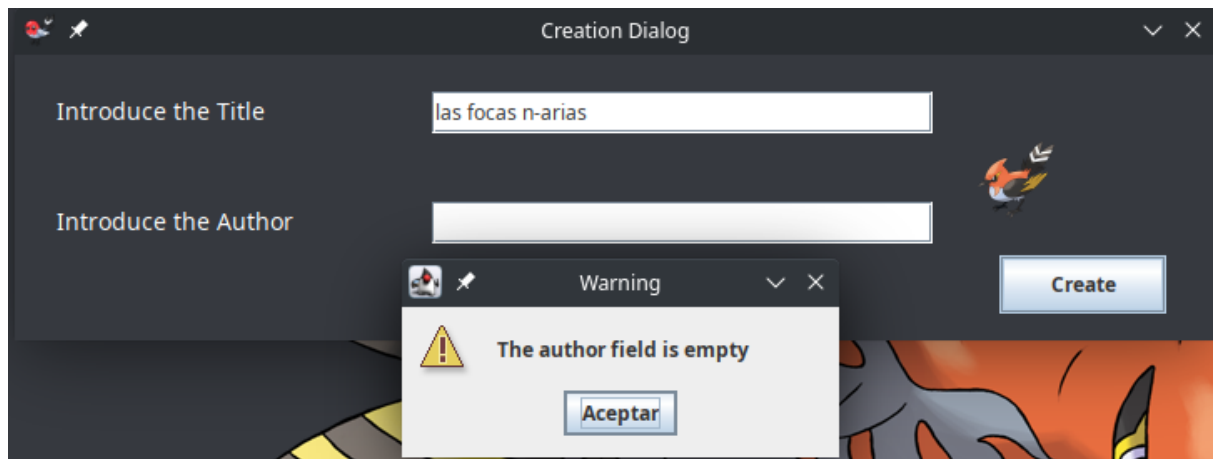 Creation Dialog
Introduce the Title
las focas n-arias
Introduce the Author
Warning
Create
The author field is empty
Aceptar